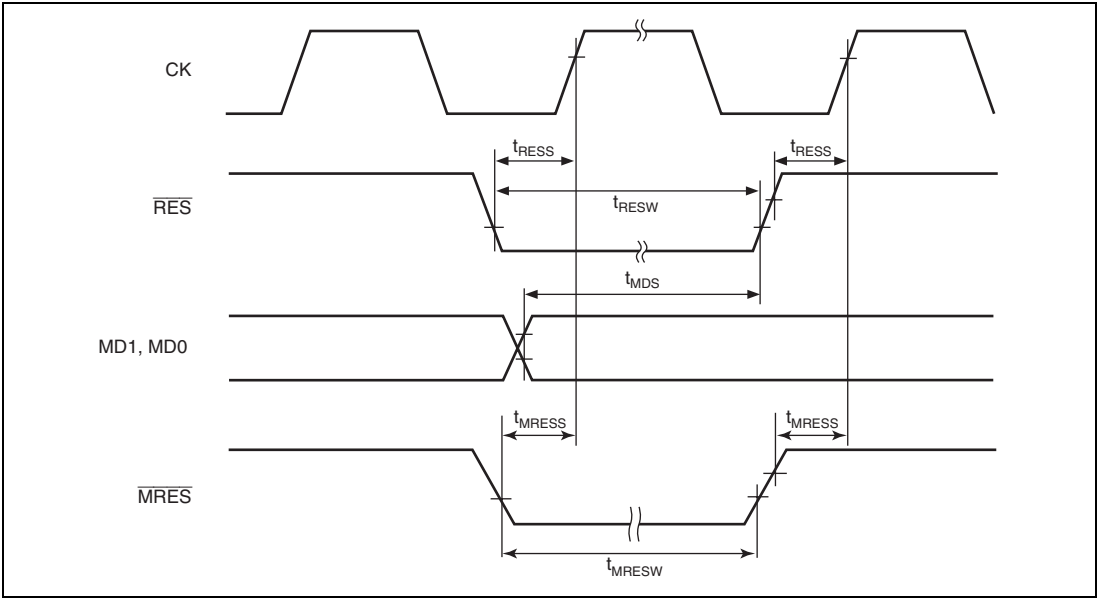 CK
tRESS
tRESS
RES
tRESW
tMDS
MD1, MD0
tMRESS
tMRESS
MRES
tMRESW